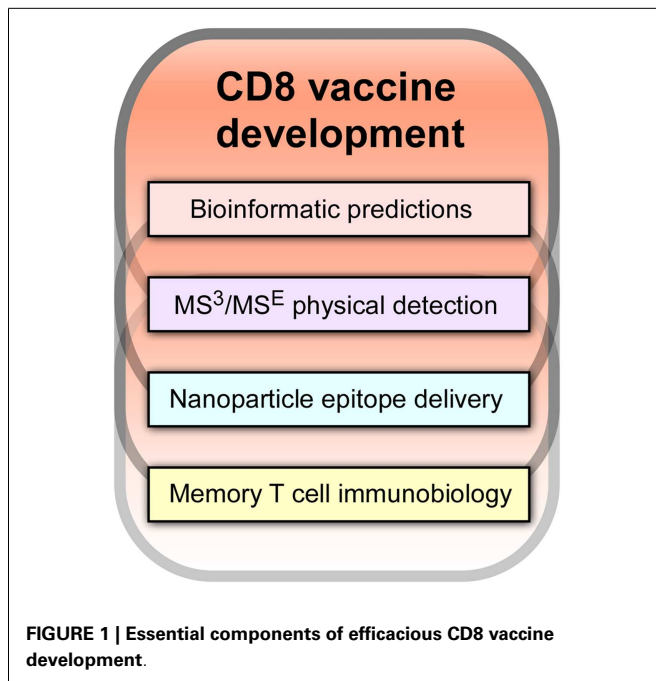 CD8 vaccine
development
Bioinformatic predictions
MS³/MSᴱ physical detection
Nanoparticle epitope delivery
Memory T cell immunobiology
FIGURE 1 | Essential components of efficacious CD8 vaccine
development.